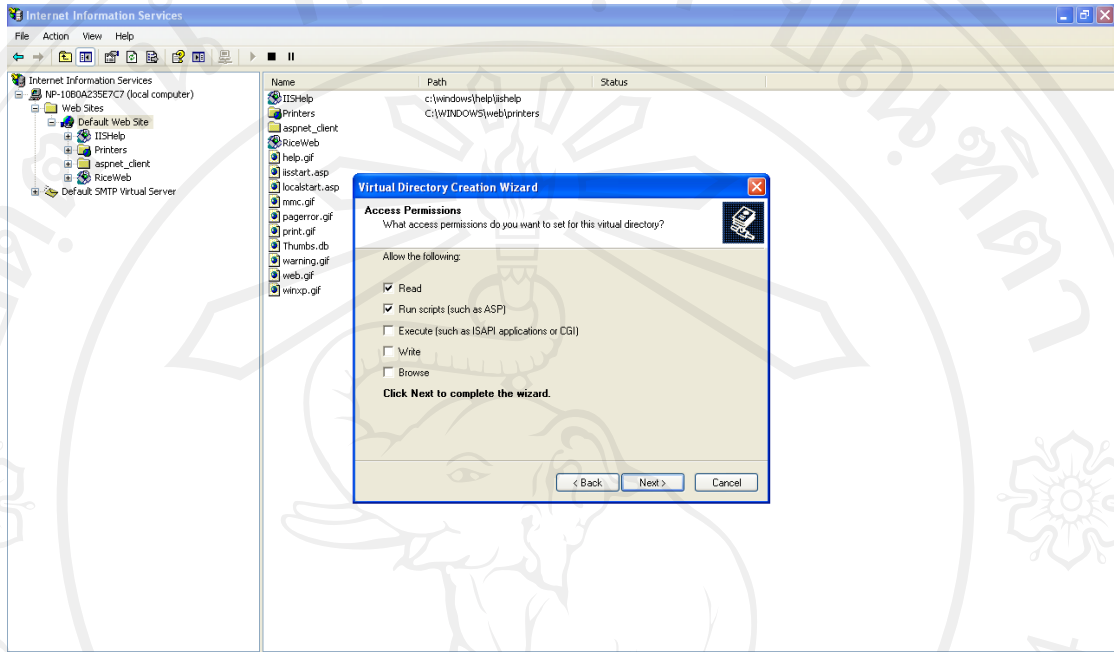 Internet Information Services
File Action View Help
Internet Information Services
NP-10B0A235E7C7 (local computer)
Web Sites
Default Web Site
IISHelp
Printers
aspnet_client
RiceWeb
Default SMTP Virtual Server
Name Path Status
IISHelp c:\windows\help\iishelp
Printers C:\WINDOWS\web\printers
aspnet_client
RiceWeb
help.gif
iisstart.asp
localstart.asp
mmc.gif
pagerror.gif
print.gif
Thumbs.db
warning.gif
web.gif
winxp.gif
Virtual Directory Creation Wizard
Access Permissions
What access permissions do you want to set for this virtual directory?
Allow the following:
Read
Run scripts (such as ASP)
Execute (such as ISAPI applications or CGI)
Write
Browse
Click Next to complete the wizard.
< Back Next > Cancel